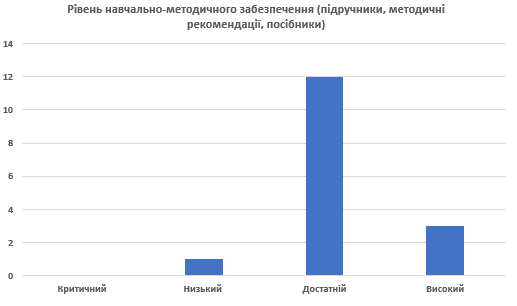 Рівень навчально-методичного забезпечення (підручники, методичні
рекомендації, посібники)
14
12
10
8
6
4
2
0
Критичний Низький Достатній Високий